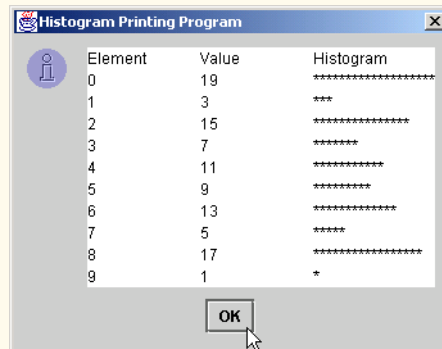 Histogram Printing Program
Element Value Histogram
0 19 *******************
1 3 ***
2 15 ***************
3 7 *******
4 11 ***********
5 9 *********
6 13 *************
7 5 *****
8 17 *****************
9 1 *
OK